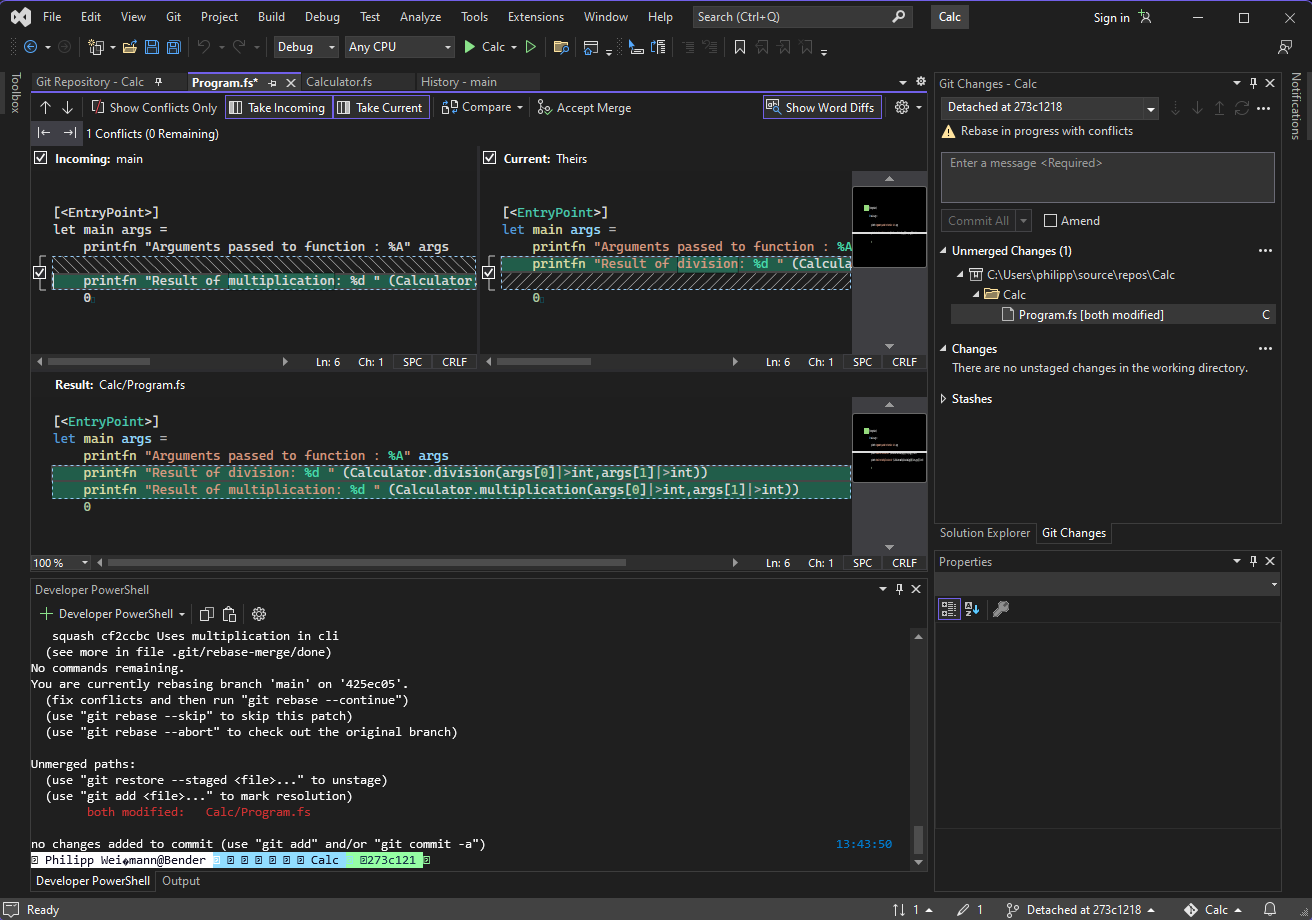 File Edit View Git Project Build Debug Test Analyze Tools Extensions Window Help Search (Ctrl+Q) Calc Sign in
Debug Any CPU Calc
Toolbox
Git Repository - Calc Program.fs* Calculator.fs History - main
Show Conflicts Only Take Incoming Take Current Compare Accept Merge Show Word Diffs
1 Conflicts (0 Remaining)
Incoming: main
[<EntryPoint>]
let main args =
printfn "Arguments passed to function : %A" args
printfn "Result of multiplication: %d " (Calculator.
0
Ln: 6 Ch: 1 SPC CRLF
Current: Theirs
[<EntryPoint>]
let main args =
printfn "Arguments passed to function : %A
printfn "Result of division: %d " (Calcula
0
Ln: 6 Ch: 1 SPC CRLF
Result: Calc/Program.fs
[<EntryPoint>]
let main args =
printfn "Arguments passed to function : %A" args
printfn "Result of division: %d " (Calculator.division(args[0]|>int,args[1]|>int))
printfn "Result of multiplication: %d " (Calculator.multiplication(args[0]|>int,args[1]|>int))
0
100 % Ln: 6 Ch: 1 SPC CRLF
Developer PowerShell
Developer PowerShell
squash cf2ccbc Uses multiplication in cli
(see more in file .git/rebase-merge/done)
No commands remaining.
You are currently rebasing branch 'main' on '425ec05'.
(fix conflicts and then run "git rebase --continue")
(use "git rebase --skip" to skip this patch)
(use "git rebase --abort" to check out the original branch)
Unmerged paths:
(use "git restore --staged <file>..." to unstage)
(use "git add <file>..." to mark resolution)
both modified: Calc/Program.fs
no changes added to commit (use "git add" and/or "git commit -a")
13:43:50
Philipp Wei�mann@Bender Calc 273c121
Developer PowerShell Output
Git Changes - Calc
Detached at 273c1218
Rebase in progress with conflicts
Enter a message <Required>
Commit All Amend
Unmerged Changes (1)
C:\Users\philipp\source\repos\Calc
Calc
Program.fs [both modified] C
Changes
There are no unstaged changes in the working directory.
Stashes
Solution Explorer Git Changes
Properties
Notifications
Ready 1 1 Detached at 273c1218 Calc